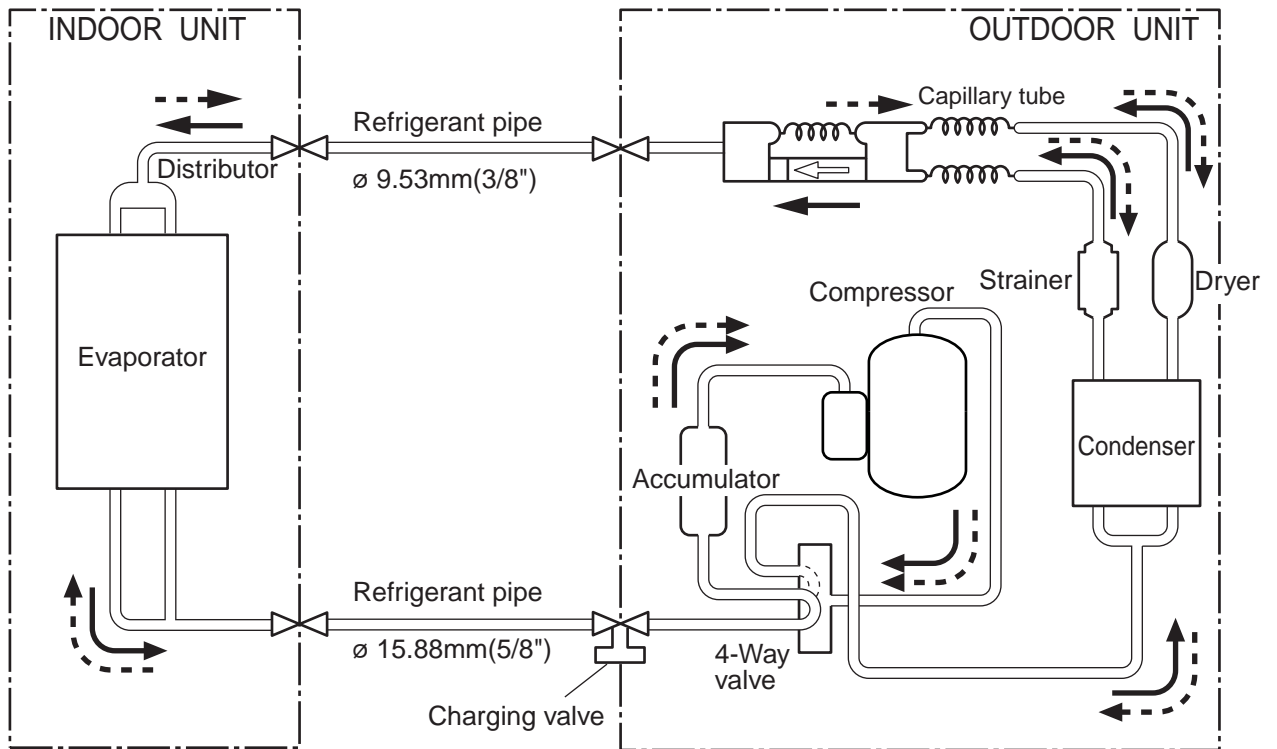 INDOOR UNIT
OUTDOOR UNIT
Capillary tube
Refrigerant pipe
Distributor
ø 9.53mm(3/8")
Strainer
Dryer
Compressor
Evaporator
Condenser
Accumulator
Refrigerant pipe
ø 15.88mm(5/8")
4-Way
valve
Charging valve